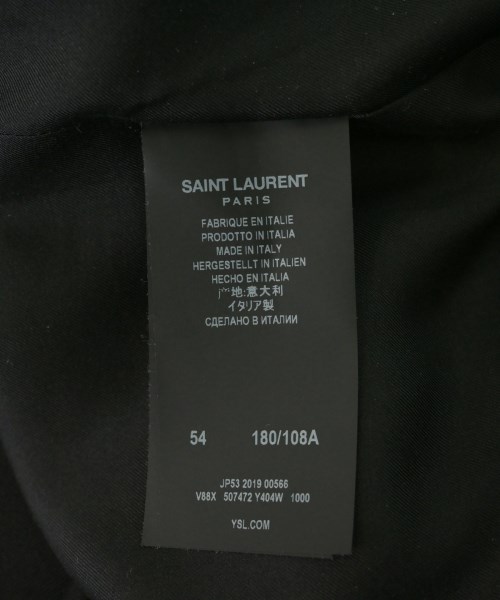 SAINT LAURENT
PARIS
FABRIQUE EN ITALIE
PRODOTTO IN ITALIA
MADE IN ITALY
HERGESTELLT IN ITALIEN
HECHO EN ITALIA
地:意大利
イタリア製
СДЕЛАНО В ИТАЛИИ
54 180/108A
JP53 2019 00566
V88X 507472 Y404W 1000
YSL.COM